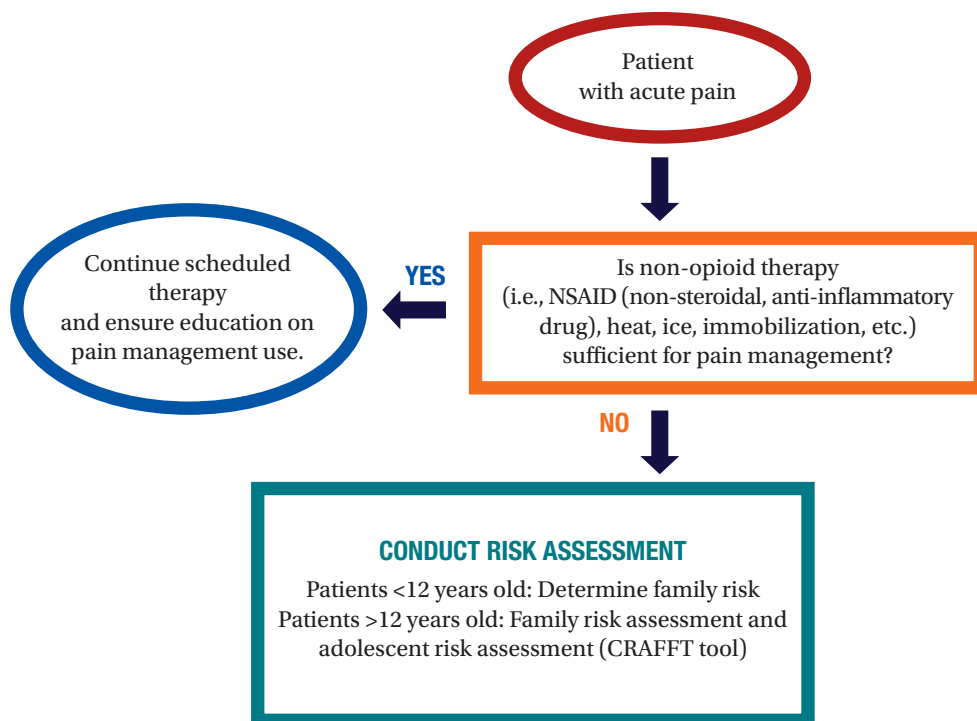 Patient
with acute pain
Is non-opioid therapy
(i.e., NSAID (non-steroidal, anti-inflammatory
drug), heat, ice, immobilization, etc.)
sufficient for pain management?
YES
Continue scheduled
therapy
and ensure education on
pain management use.
NO
CONDUCT RISK ASSESSMENT
Patients <12 years old: Determine family risk
Patients >12 years old: Family risk assessment and
adolescent risk assessment (CRAFFT tool)